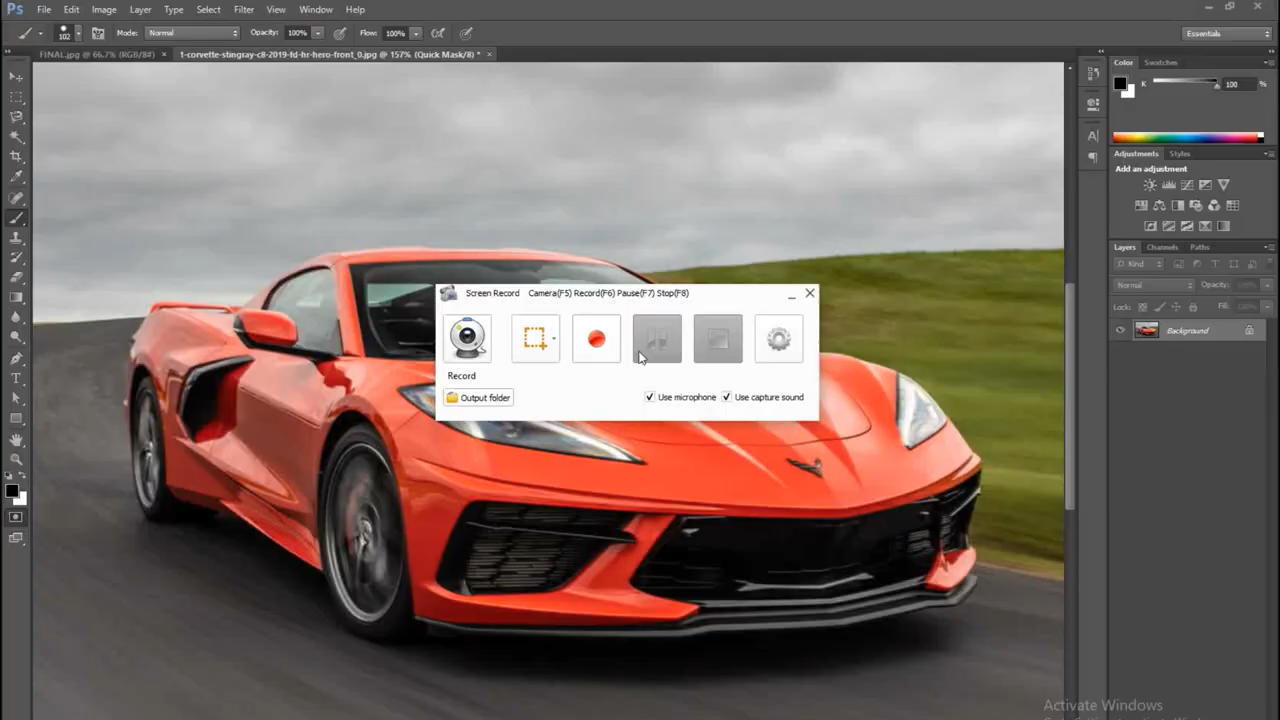 Ps File Edit Image Layer Type Select Filter View Window Help
102 Mode: Normal Opacity: 100% Flow: 100% Essentials
FINAL.jpg @ 66.7% (RGB/8#) × 1-corvette-stingray-c8-2019-fd-hr-hero-front_0.jpg @ 157% (Quick Mask/8) * ×
Color Swatches
K 100 %
Adjustments Styles
Add an adjustment
Layers Channels Paths
Kind
Normal Opacity:
Lock: Fill:
Background
Screen Record Camera(F5) Record(F6) Pause(F7) Stop(F8)
Record
Output folder Use microphone Use capture sound
Activate Windows